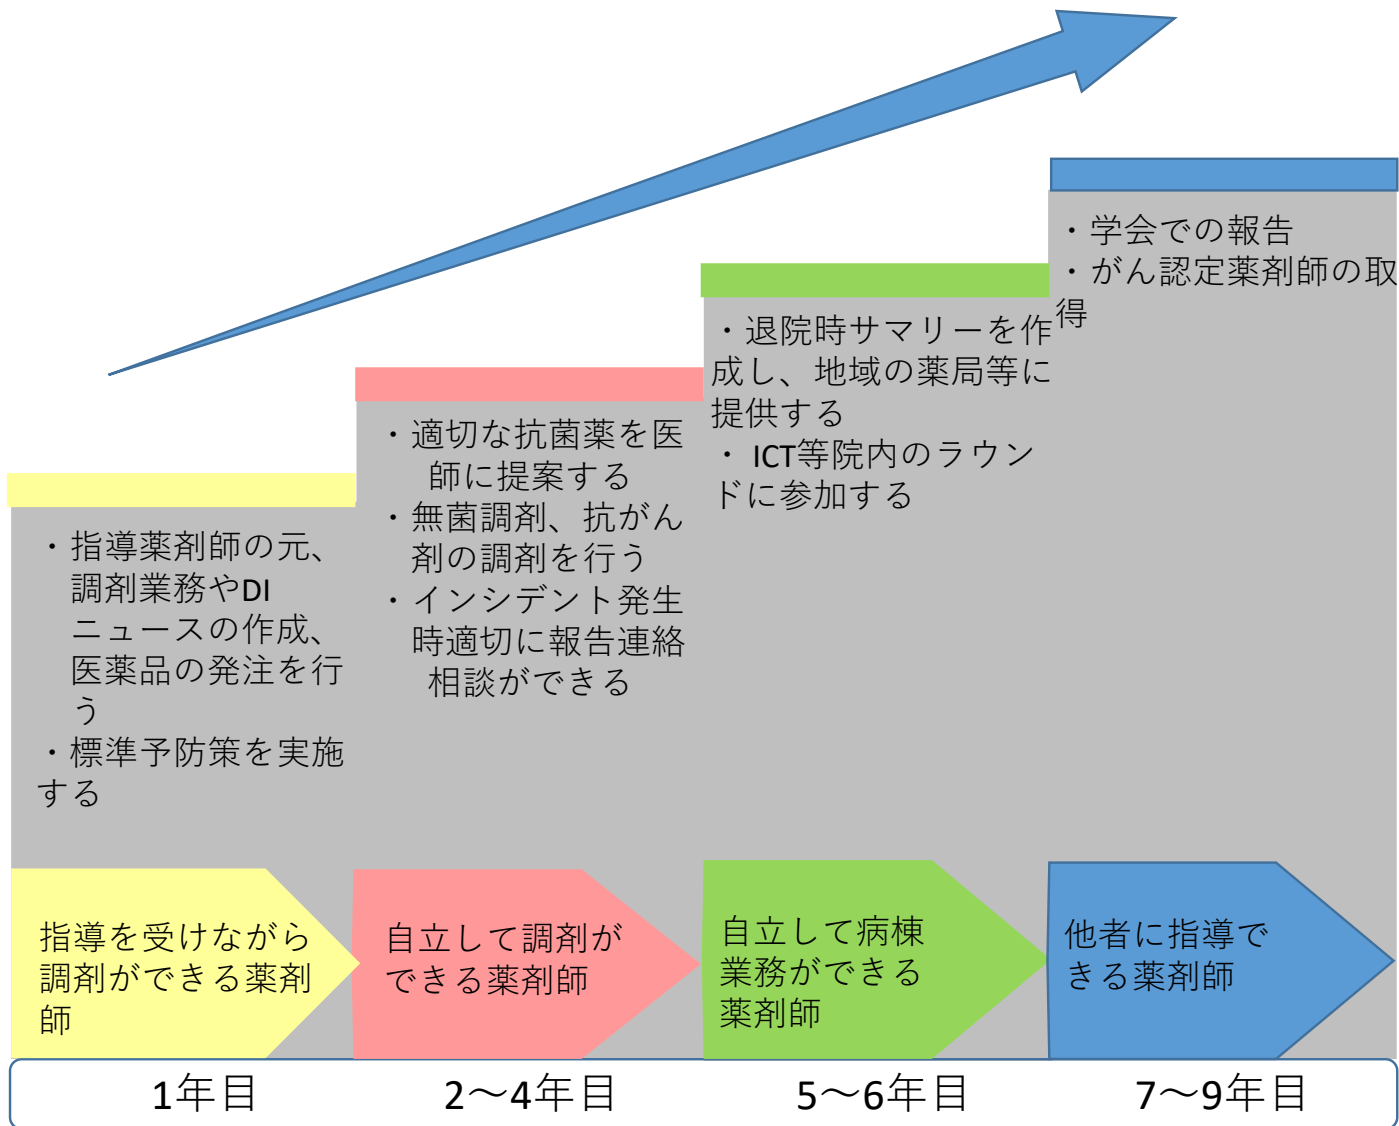 ・学会での報告
・がん認定薬剤師の取
得
・退院時サマリーを作
成し、地域の薬局等に
提供する
・ ICT等院内のラウン
ドに参加する
・適切な抗菌薬を医
師に提案する
・無菌調剤、抗がん
剤の調剤を行う
・インシデント発生
時適切に報告連絡
相談ができる
・指導薬剤師の元、
調剤業務やDI
ニュースの作成、
医薬品の発注を行
う
・標準予防策を実施
する
指導を受けながら
調剤ができる薬剤
師
自立して調剤が
できる薬剤師
自立して病棟
業務ができる
薬剤師
他者に指導で
きる薬剤師
1年目
2～4年目
5～6年目
7～9年目